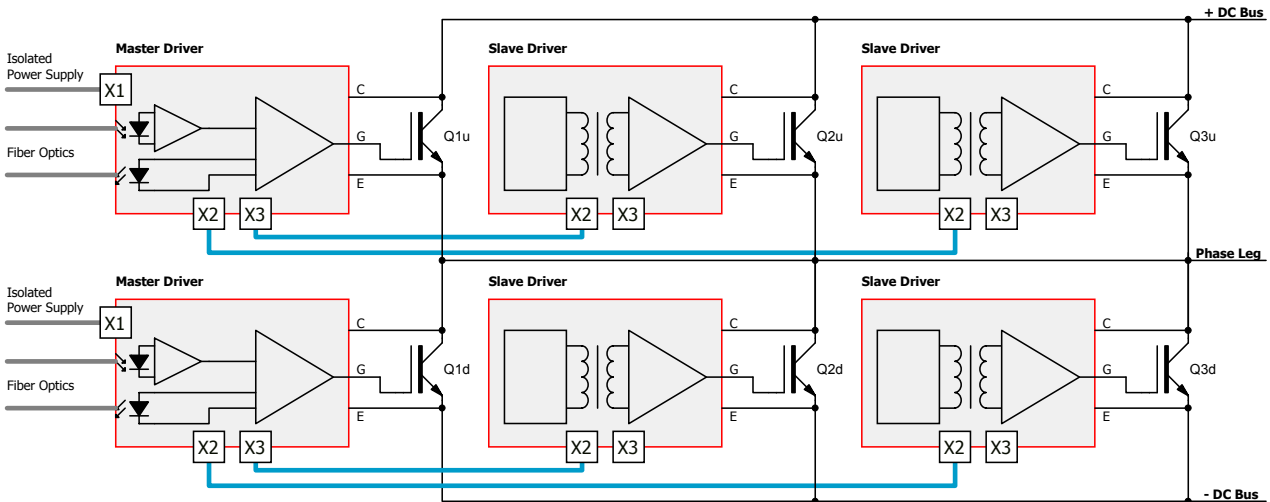 + DC Bus
Master Driver
Slave Driver
Slave Driver
Isolated
Power Supply
X1
C
C
C
Fiber Optics
G
Q1u
G
Q2u
G
Q3u
E
E
E
X2
X3
X2
X3
X2
X3
Phase Leg
Master Driver
Slave Driver
Slave Driver
Isolated
Power Supply
X1
C
C
C
Fiber Optics
G
Q1d
G
Q2d
G
Q3d
E
E
E
X2
X3
X2
X3
X2
X3
- DC Bus